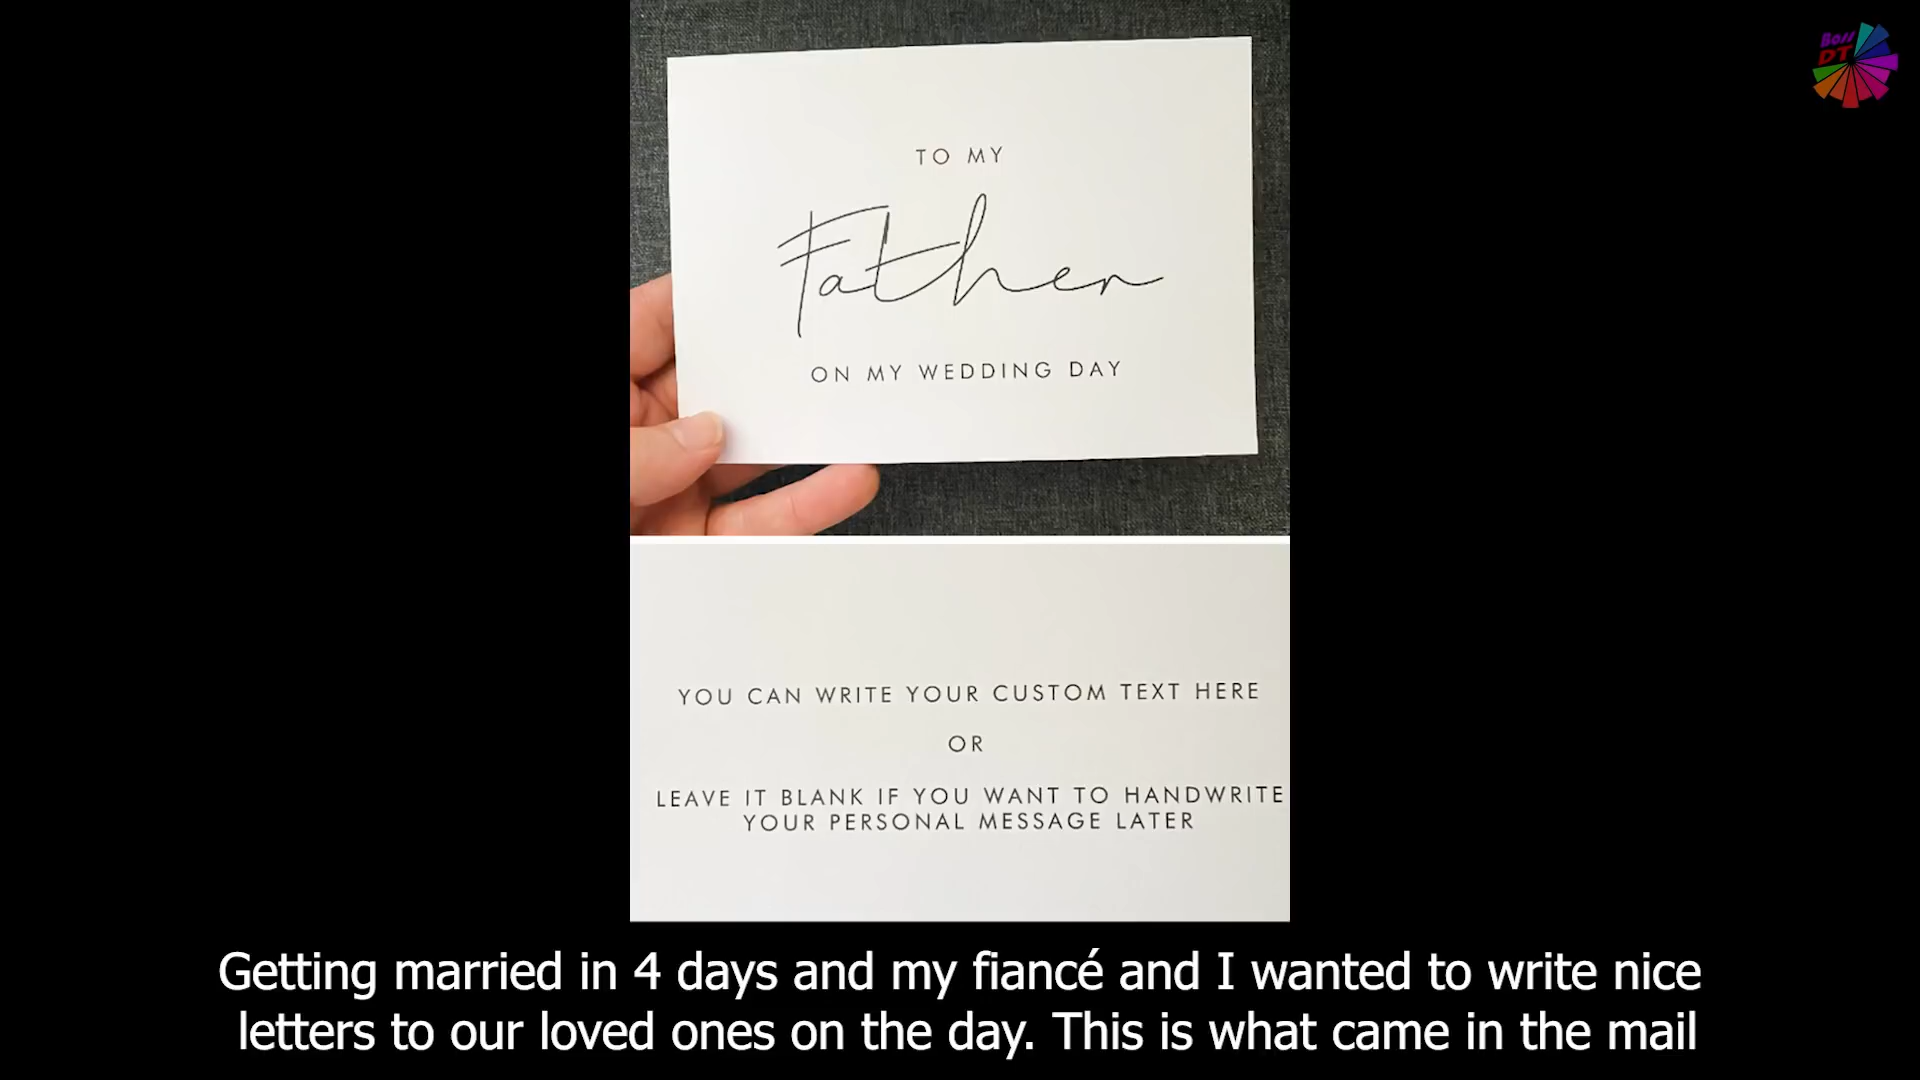 Boss
DT
TO MY
Father
ON MY WEDDING DAY
YOU CAN WRITE YOUR CUSTOM TEXT HERE
OR
LEAVE IT BLANK IF YOU WANT TO HANDWRITE
YOUR PERSONAL MESSAGE LATER
Getting married in 4 days and my fiancé and I wanted to write nice
letters to our loved ones on the day. This is what came in the mail